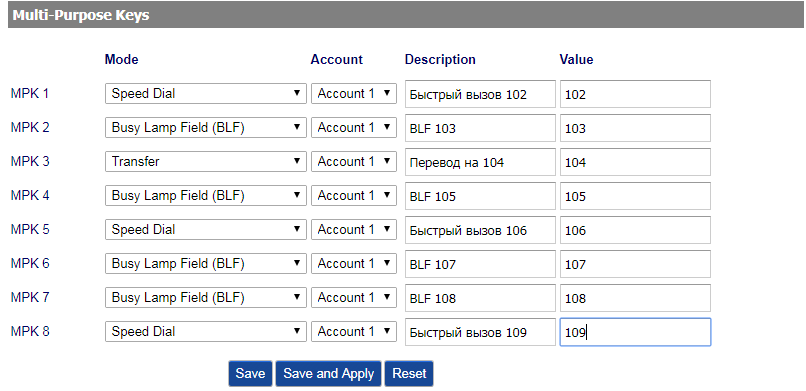 Multi-Purpose Keys
Mode Account Description Value
MPK 1 Speed Dial Account 1 Быстрый вызов 102 102
MPK 2 Busy Lamp Field (BLF) Account 1 BLF 103 103
MPK 3 Transfer Account 1 Перевод на 104 104
MPK 4 Busy Lamp Field (BLF) Account 1 BLF 105 105
MPK 5 Speed Dial Account 1 Быстрый вызов 106 106
MPK 6 Busy Lamp Field (BLF) Account 1 BLF 107 107
MPK 7 Busy Lamp Field (BLF) Account 1 BLF 108 108
MPK 8 Speed Dial Account 1 Быстрый вызов 109 109
Save Save and Apply Reset